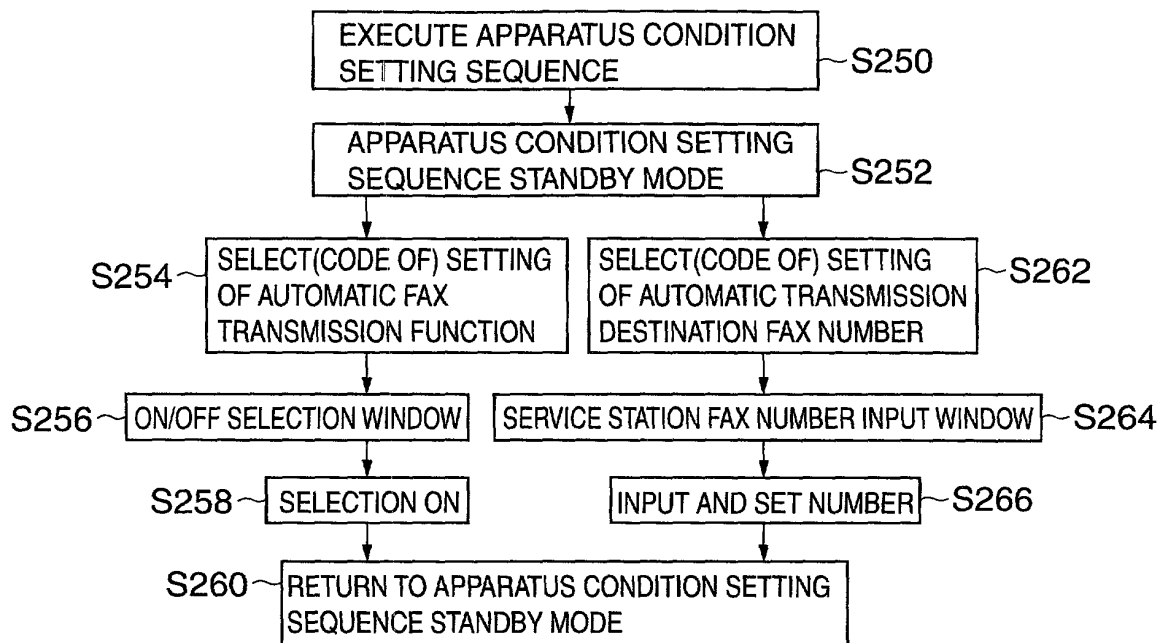 EXECUTE APPARATUS CONDITION
SETTING SEQUENCE
S250
APPARATUS CONDITION SETTING
SEQUENCE STANDBY MODE
S252
S254
SELECT(CODE OF) SETTING
OF AUTOMATIC FAX
TRANSMISSION FUNCTION
SELECT(CODE OF) SETTING
OF AUTOMATIC TRANSMISSION
DESTINATION FAX NUMBER
S262
S256
ON/OFF SELECTION WINDOW
SERVICE STATION FAX NUMBER INPUT WINDOW
S264
S258
SELECTION ON
INPUT AND SET NUMBER
S266
S260
RETURN TO APPARATUS CONDITION SETTING
SEQUENCE STANDBY MODE